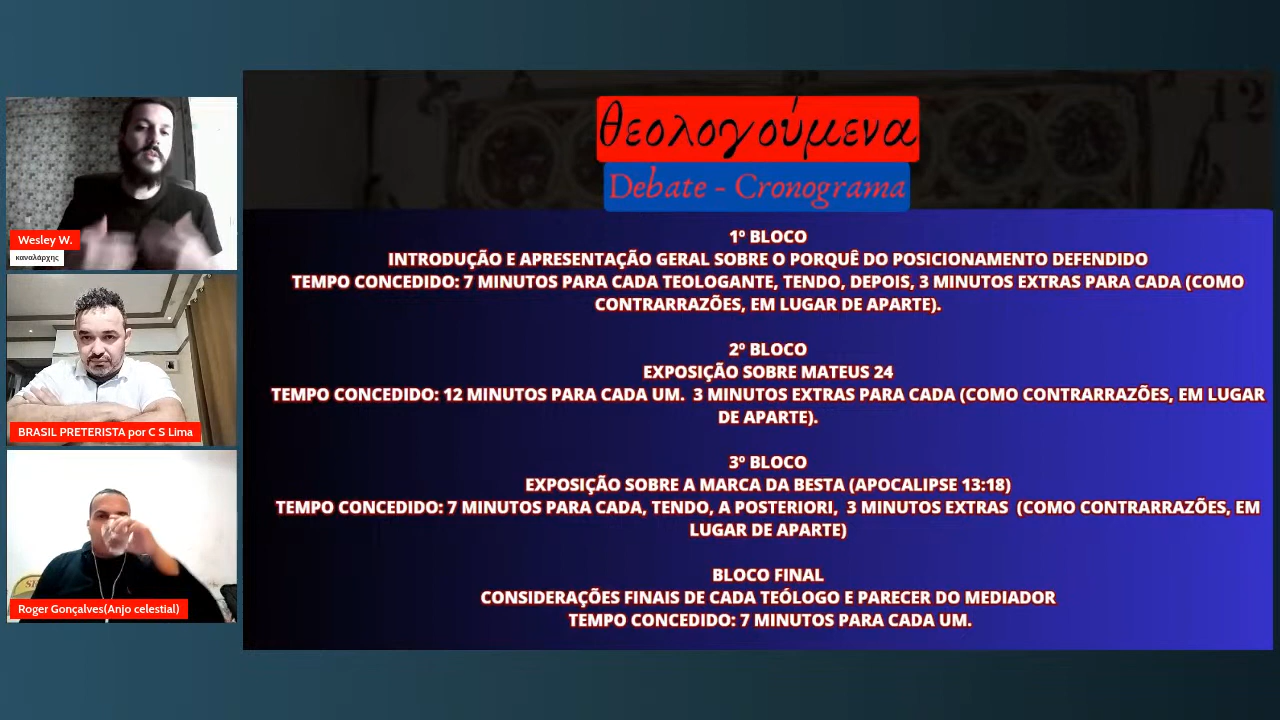 θεολογούμενα
Debate - Cronograma
1º BLOCO
INTRODUÇÃO E APRESENTAÇÃO GERAL SOBRE O PORQUÊ DO POSICIONAMENTO DEFENDIDO
TEMPO CONCEDIDO: 7 MINUTOS PARA CADA TEOLOGANTE, TENDO, DEPOIS, 3 MINUTOS EXTRAS PARA CADA (COMO
CONTRARRAZÕES, EM LUGAR DE APARTE).
2º BLOCO
EXPOSIÇÃO SOBRE MATEUS 24
TEMPO CONCEDIDO: 12 MINUTOS PARA CADA UM. 3 MINUTOS EXTRAS PARA CADA (COMO CONTRARRAZÕES, EM LUGAR
DE APARTE).
3º BLOCO
EXPOSIÇÃO SOBRE A MARCA DA BESTA (APOCALIPSE 13:18)
TEMPO CONCEDIDO: 7 MINUTOS PARA CADA, TENDO, A POSTERIORI, 3 MINUTOS EXTRAS (COMO CONTRARRAZÕES, EM
LUGAR DE APARTE)
BLOCO FINAL
CONSIDERAÇÕES FINAIS DE CADA TEÓLOGO E PARECER DO MEDIADOR
TEMPO CONCEDIDO: 7 MINUTOS PARA CADA UM.
Wesley W.
καναλάρχης
BRASIL PRETERISTA por C S Lima
Roger Gonçalves(Anjo celestial)
12